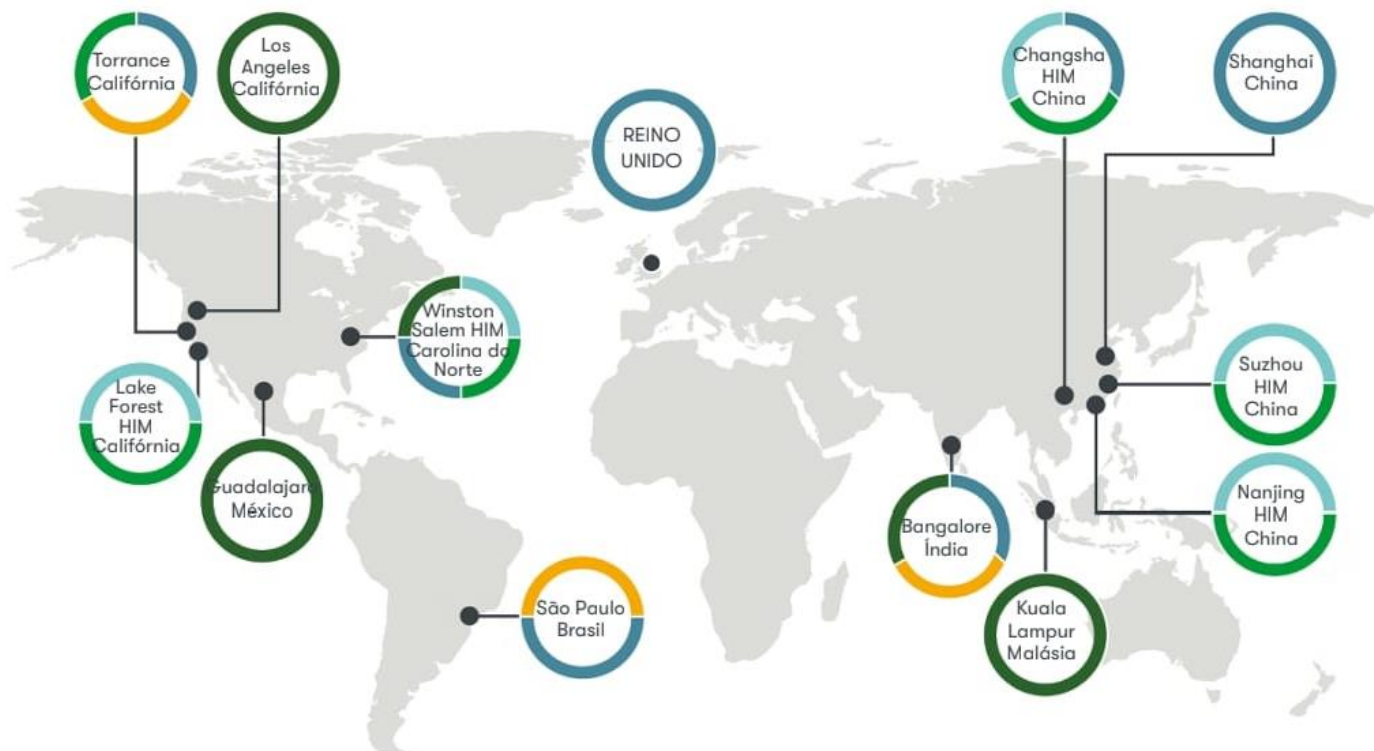 Torrance
Califórnia
Los
Angeles
Califórnia
REINO
UNIDO
Changsha
HIM
China
Shanghai
China
Winston
Salem HIM
Carolina do
Norte
Lake
Forest
HIM
Califórnia
Guadalajara
México
São Paulo
Brasil
Bangalore
Índia
Kuala
Lampur
Malásia
Suzhou
HIM
China
Nanjing
HIM
China